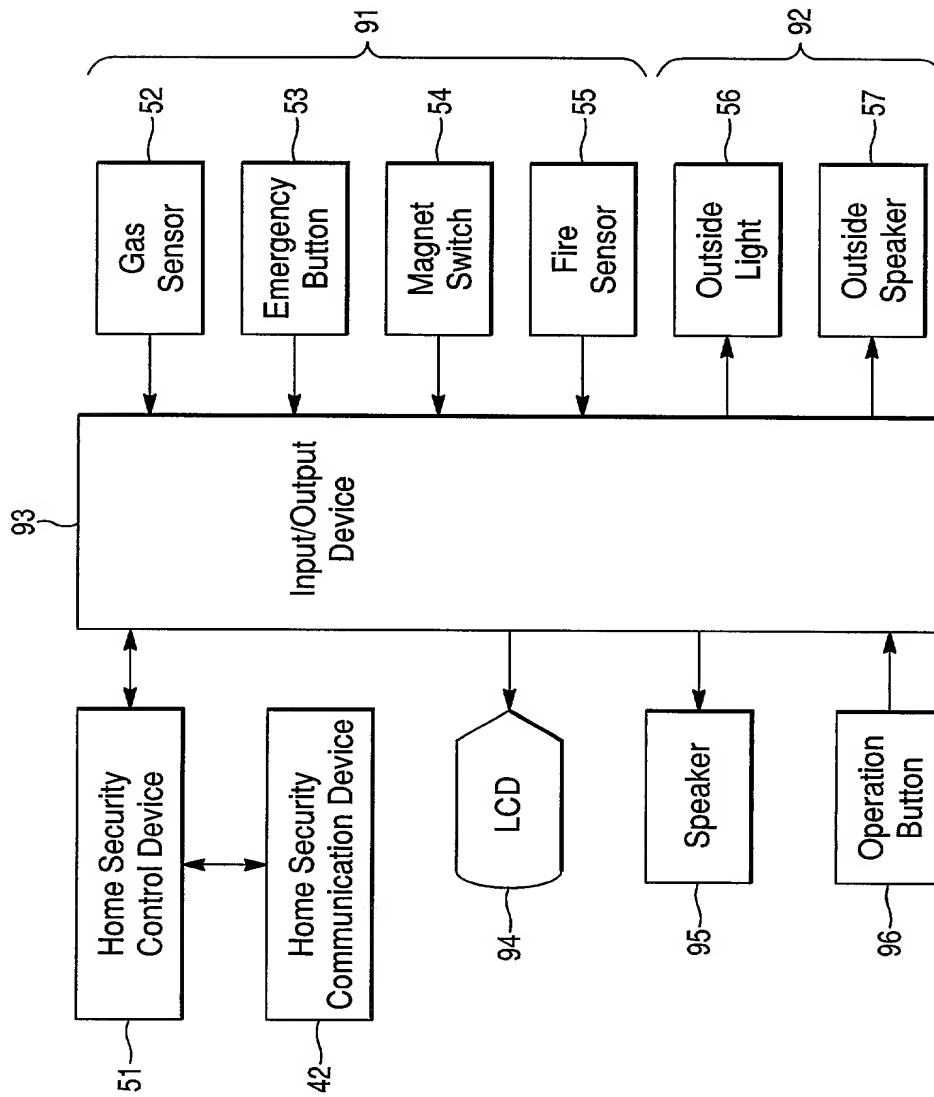 93
91
92
Home Security
Control Device
51
Home Security
Communication Device
42
LCD
94
Speaker
95
Operation
Button
96
Input/Output
Device
Gas
Sensor
52
Emergency
Button
53
Magnet
Switch
54
Fire
Sensor
55
Outside
Light
56
Outside
Speaker
57